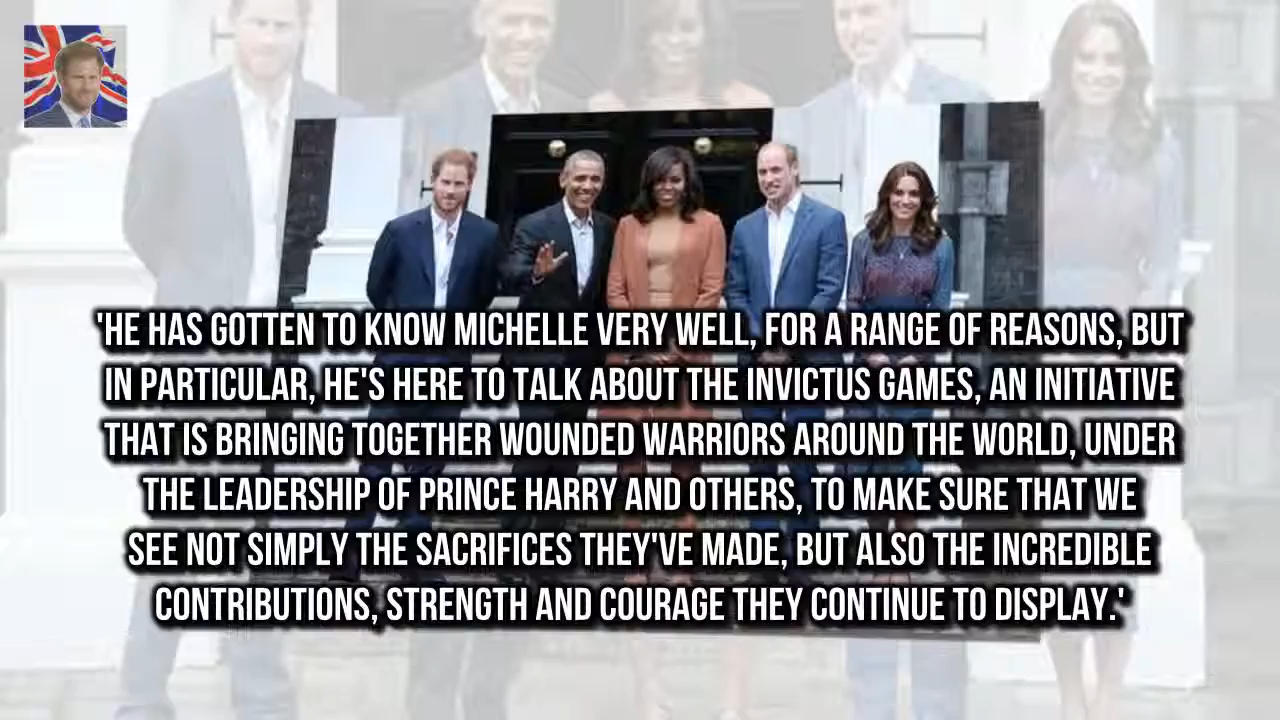 'HE HAS GOTTEN TO KNOW MICHELLE VERY WELL, FOR A RANGE OF REASONS, BUT
IN PARTICULAR, HE'S HERE TO TALK ABOUT THE INVICTUS GAMES, AN INITIATIVE
THAT IS BRINGING TOGETHER WOUNDED WARRIORS AROUND THE WORLD, UNDER
THE LEADERSHIP OF PRINCE HARRY AND OTHERS, TO MAKE SURE THAT WE
SEE NOT SIMPLY THE SACRIFICES THEY'VE MADE, BUT ALSO THE INCREDIBLE
CONTRIBUTIONS, STRENGTH AND COURAGE THEY CONTINUE TO DISPLAY.'